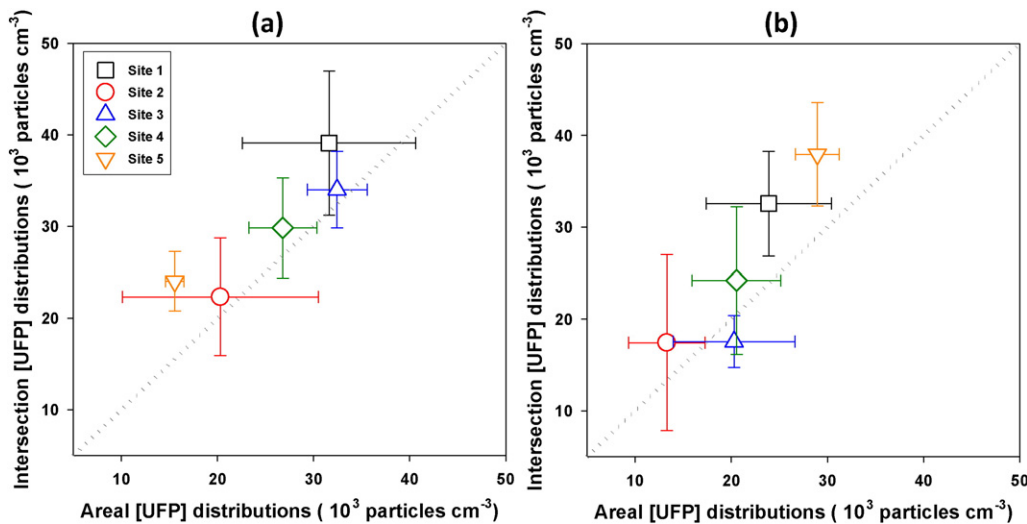 (a)
Intersection [UFP] distributions ( 10³ particles cm⁻³)
50
40
30
20
10
Site 1
Site 2
Site 3
Site 4
Site 5
10 20 30 40 50
Areal [UFP] distributions ( 10³ particles cm⁻³)
(b)
Intersection [UFP] distributions ( 10³ particles cm⁻³)
50
40
30
20
10
10 20 30 40 50
Areal [UFP] distributions ( 10³ particles cm⁻³)